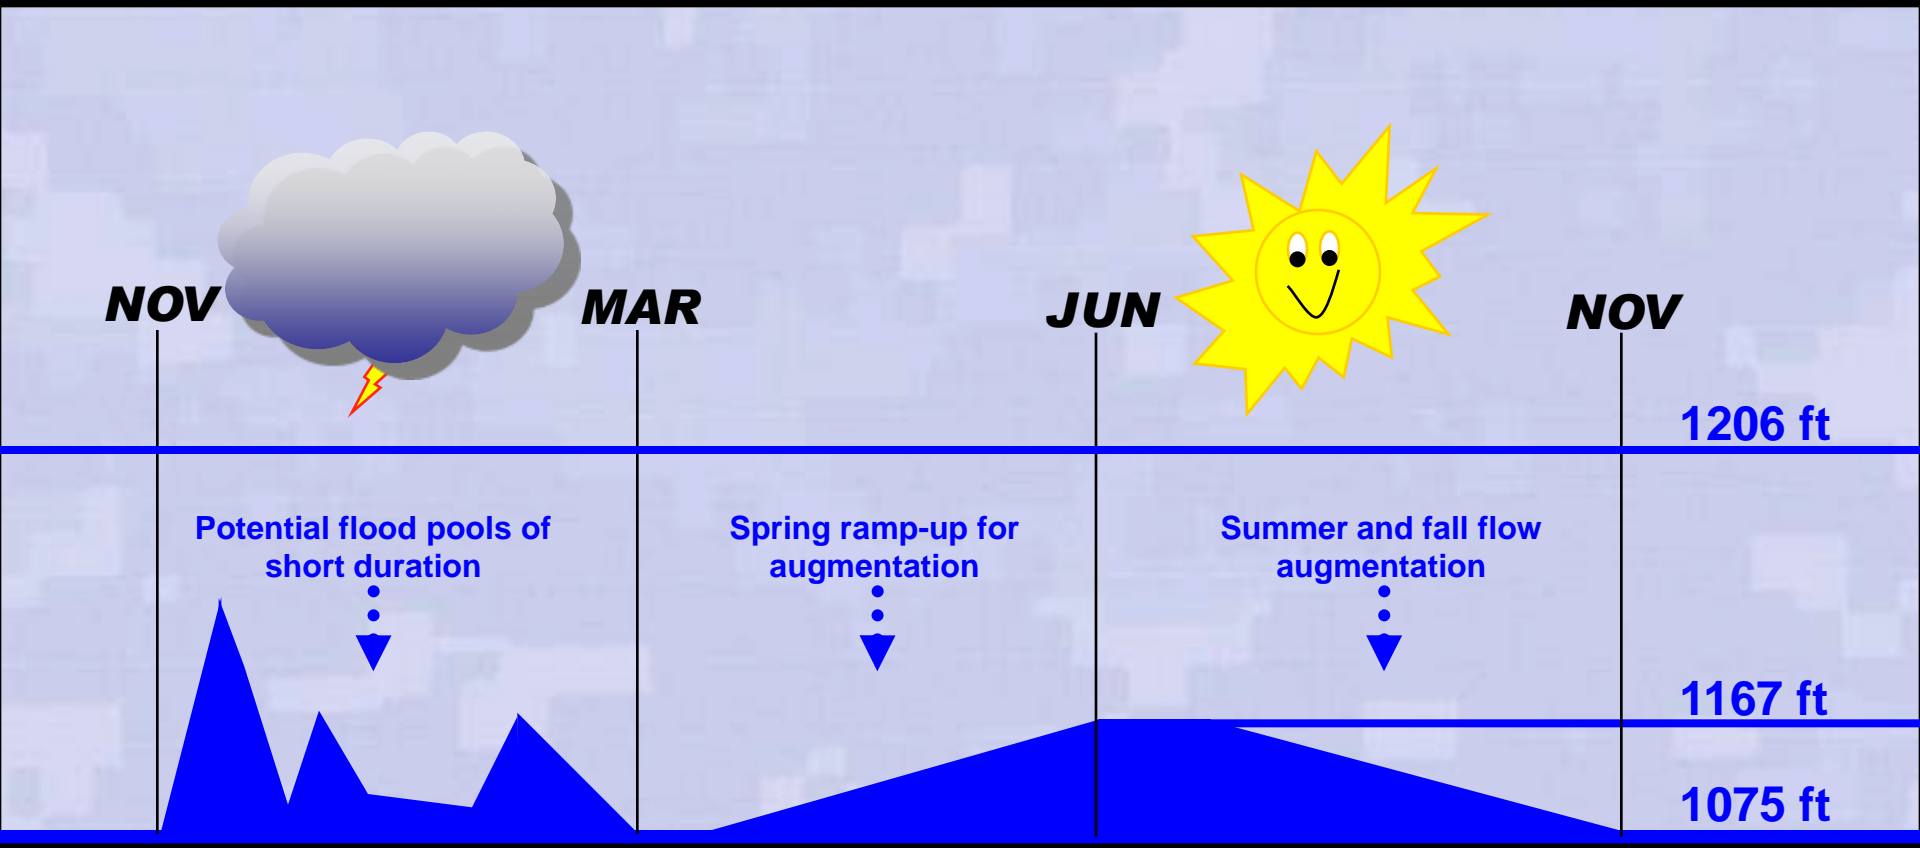 NOV
MAR
JUN
NOV
1206 ft
Potential flood pools of
short duration
Spring ramp-up for
augmentation
Summer and fall flow
augmentation
1167 ft
1075 ft